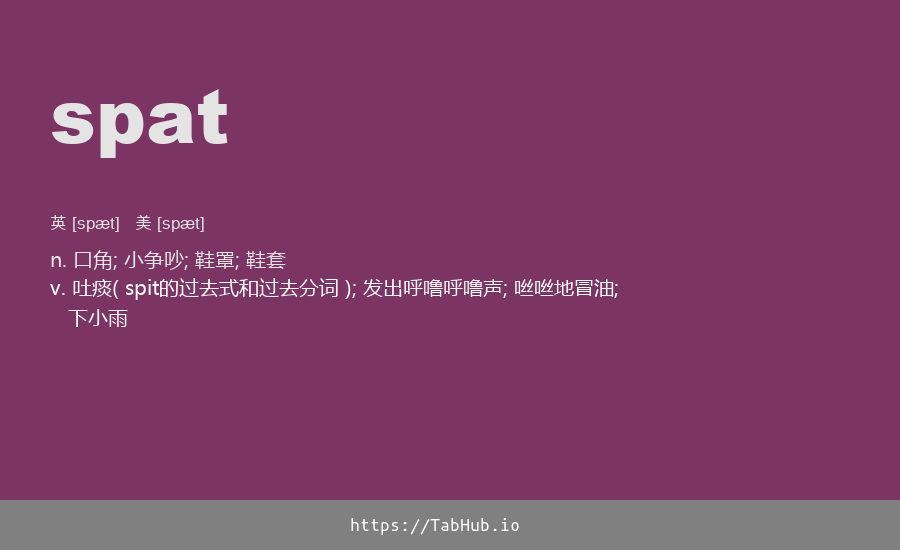 spat
英 [spæt] 美 [spæt]
n. 口角; 小争吵; 鞋罩; 鞋套
v. 吐痰( spit的过去式和过去分词 ); 发出呼噜呼噜声; 咝咝地冒油;
下小雨
https://TabHub.io